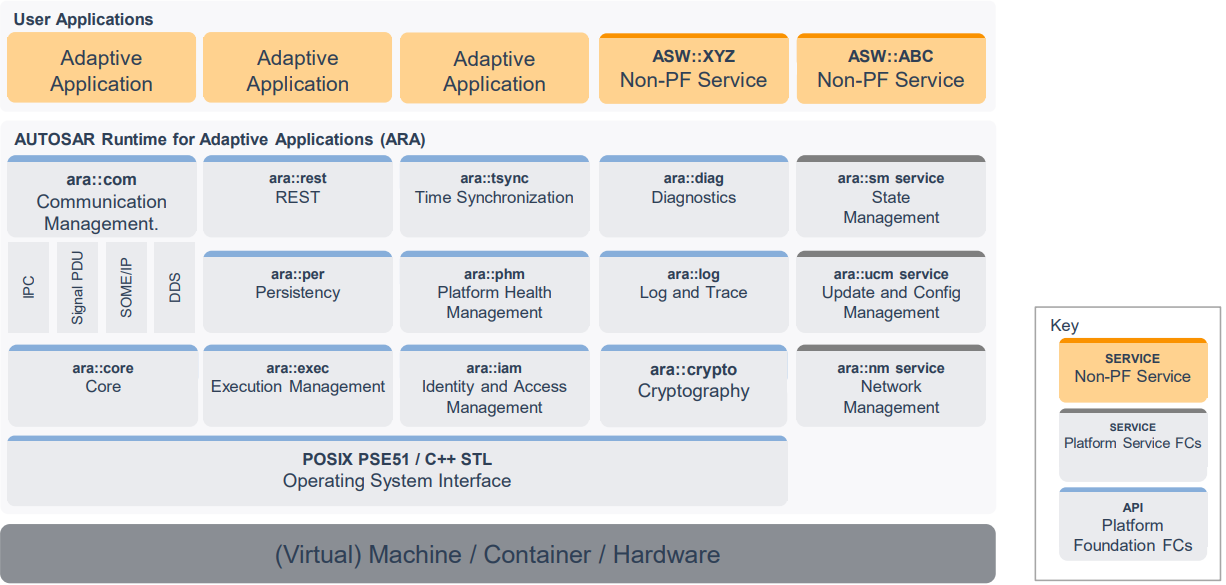 User Applications
Adaptive
Application
Adaptive
Application
Adaptive
Application
ASW::XYZ
Non-PF Service
ASW::ABC
Non-PF Service
AUTOSAR Runtime for Adaptive Applications (ARA)
ara::com
Communication
Management.
ara::rest
REST
ara::tsync
Time Synchronization
ara::diag
Diagnostics
ara::sm service
State
Management
IPC
Signal PDU
SOME/IP
DDS
ara::per
Persistency
ara::phm
Platform Health
Management
ara::log
Log and Trace
ara::ucm service
Update and Config
Management
ara::core
Core
ara::exec
Execution Management
ara::iam
Identity and Access
Management
ara::crypto
Cryptography
ara::nm service
Network
Management
POSIX PSE51 / C++ STL
Operating System Interface
(Virtual) Machine / Container / Hardware
Key
SERVICE
Non-PF Service
SERVICE
Platform Service FCs
API
Platform
Foundation FCs